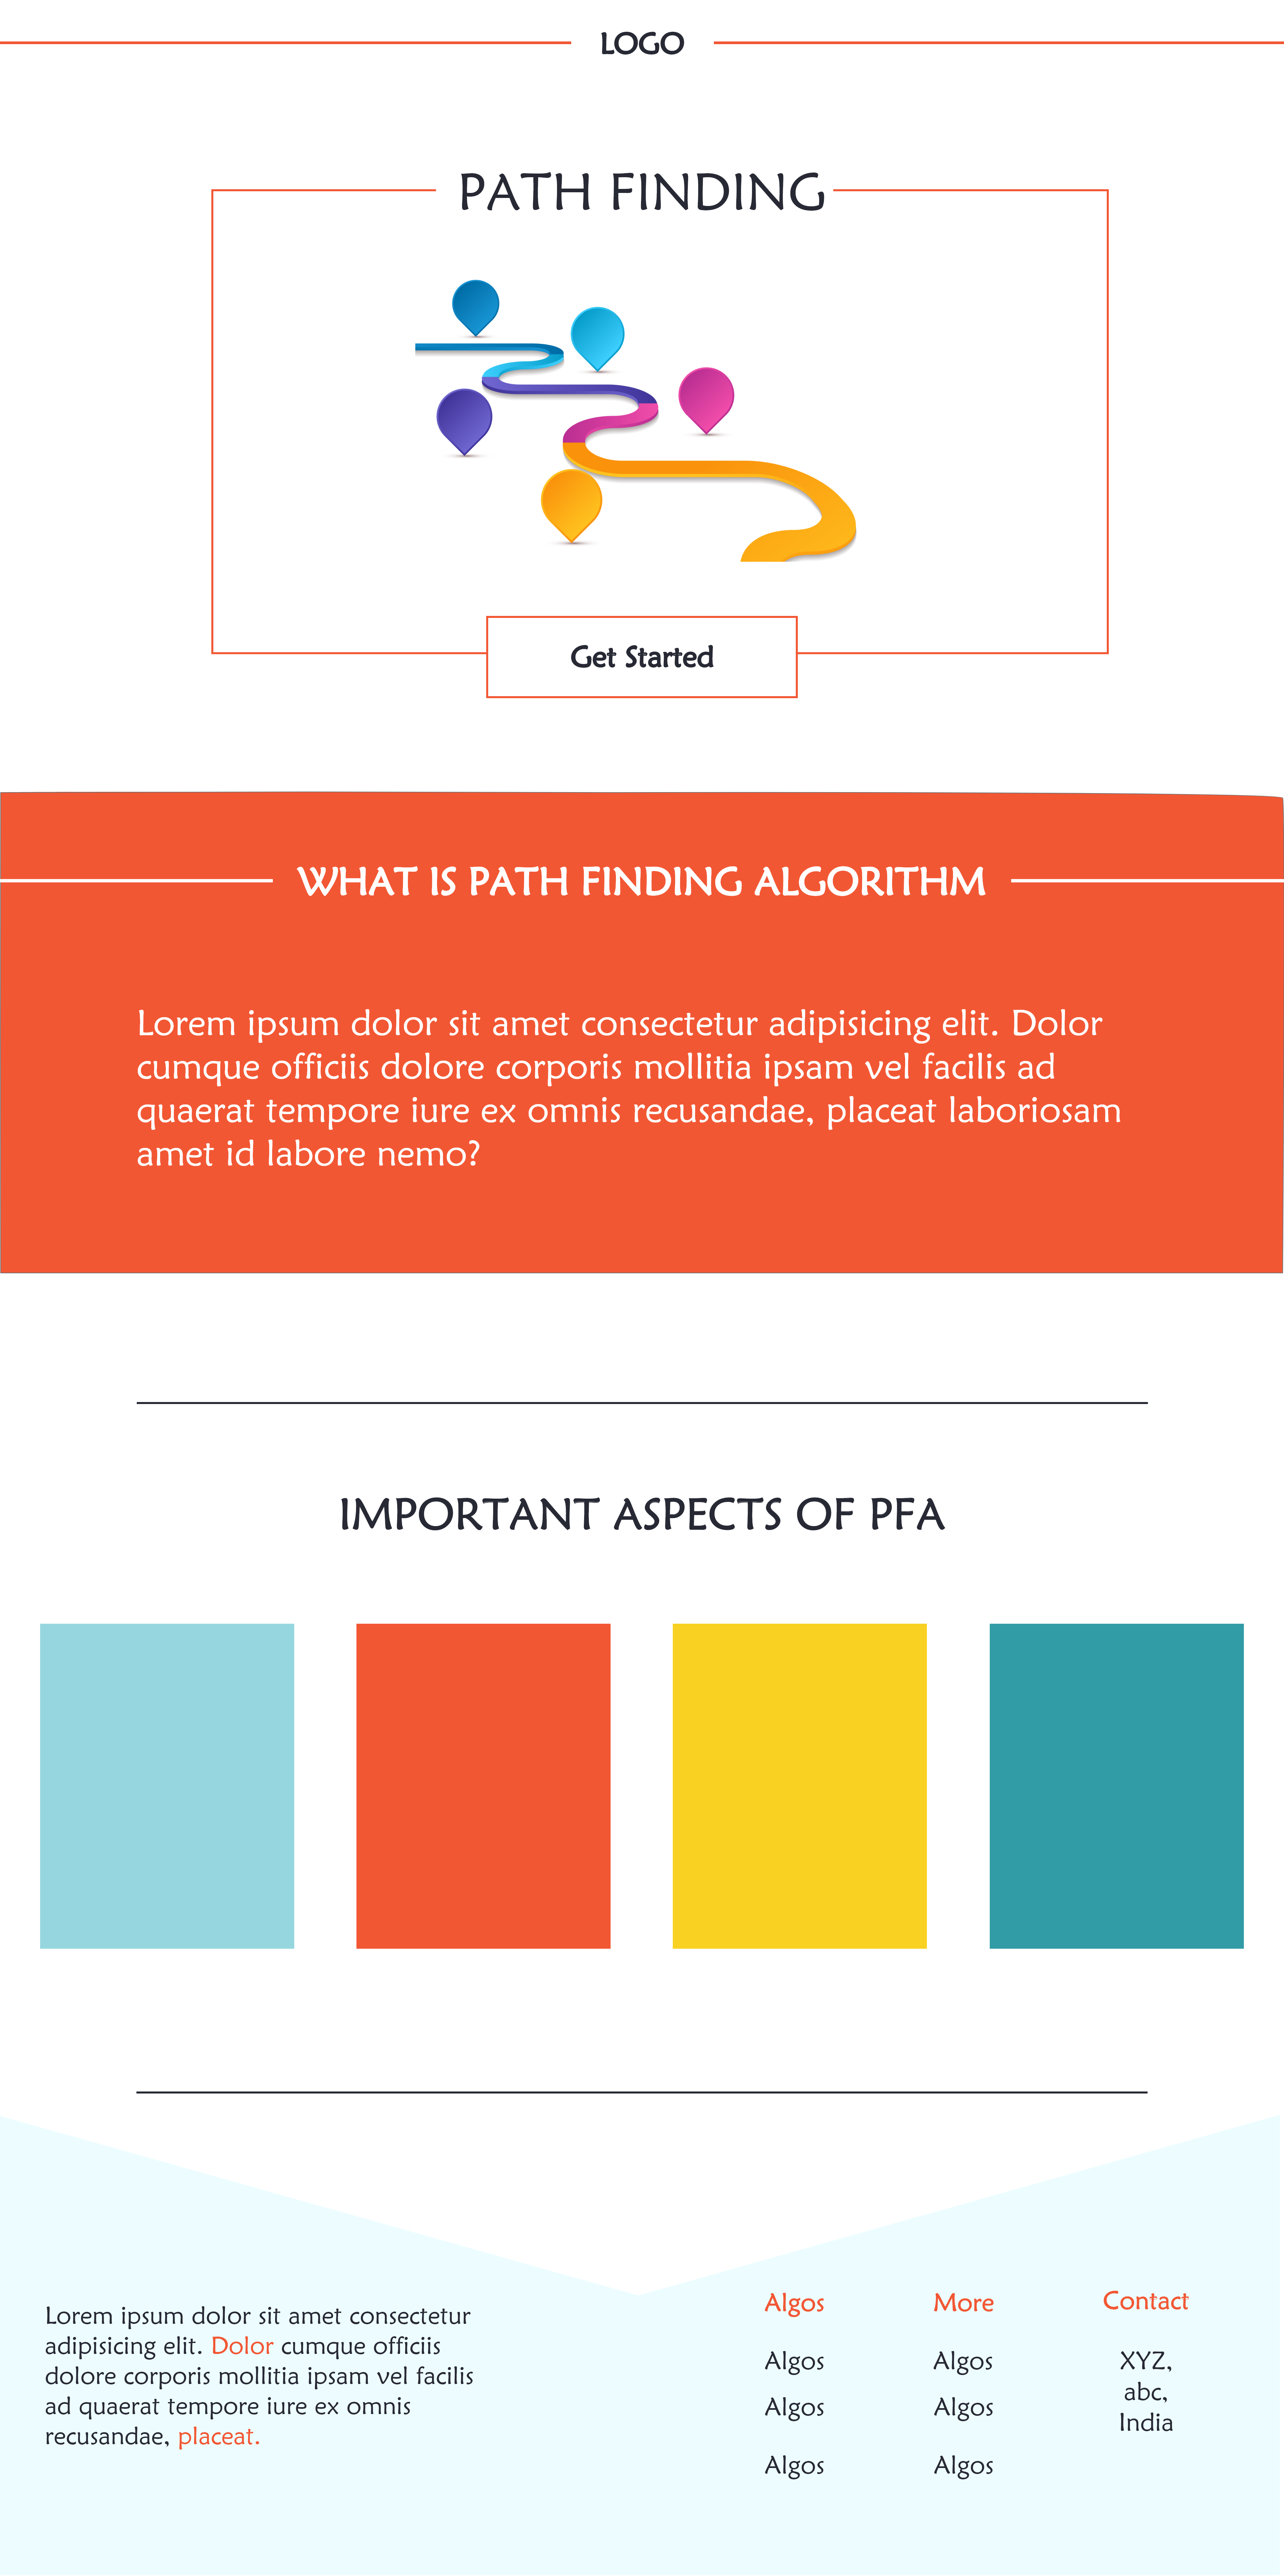 LOGO
PATH FINDING
Get Started
WHAT IS PATH FINDING ALGORITHM
Lorem ipsum dolor sit amet consectetur adipisicing elit. Dolor
cumque officiis dolore corporis mollitia ipsam vel facilis ad
quaerat tempore iure ex omnis recusandae, placeat laboriosam
amet id labore nemo?
IMPORTANT ASPECTS OF PFA
Lorem ipsum dolor sit amet consectetur
adipisicing elit. Dolor cumque officiis
dolore corporis mollitia ipsam vel facilis
ad quaerat tempore iure ex omnis
recusandae, placeat.
Algos
Algos
Algos
Algos
More
Algos
Algos
Algos
Contact
XYZ,
abc,
India